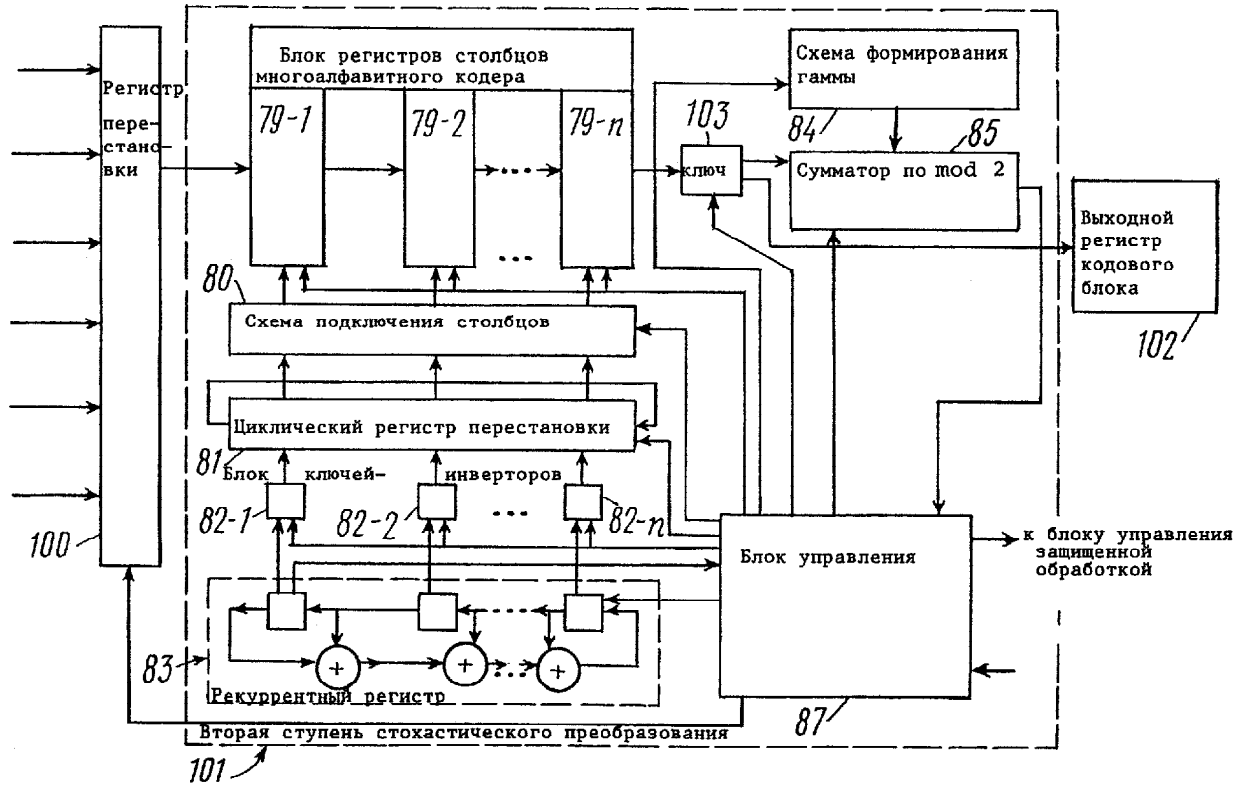 Блок регистров столбцов
многоалфавитного кодера
79-1
79-2
79-n
...
...
Регистр
пере-
стано-
вки
100
Схема формирования
гаммы
84
103
ключ
85
Сумматор по mod 2
Выходной
регистр
кодового
блока
102
80
Схема подключения столбцов
Циклический регистр перестановки
81
Блок ключей- инверторов
82-1
82-2
...
82-n
Блок управления
87
к блоку управления
защищенной
обработкой
...
+
+
...
+
83
Рекуррентный регистр
Вторая ступень стохастического преобразования
101